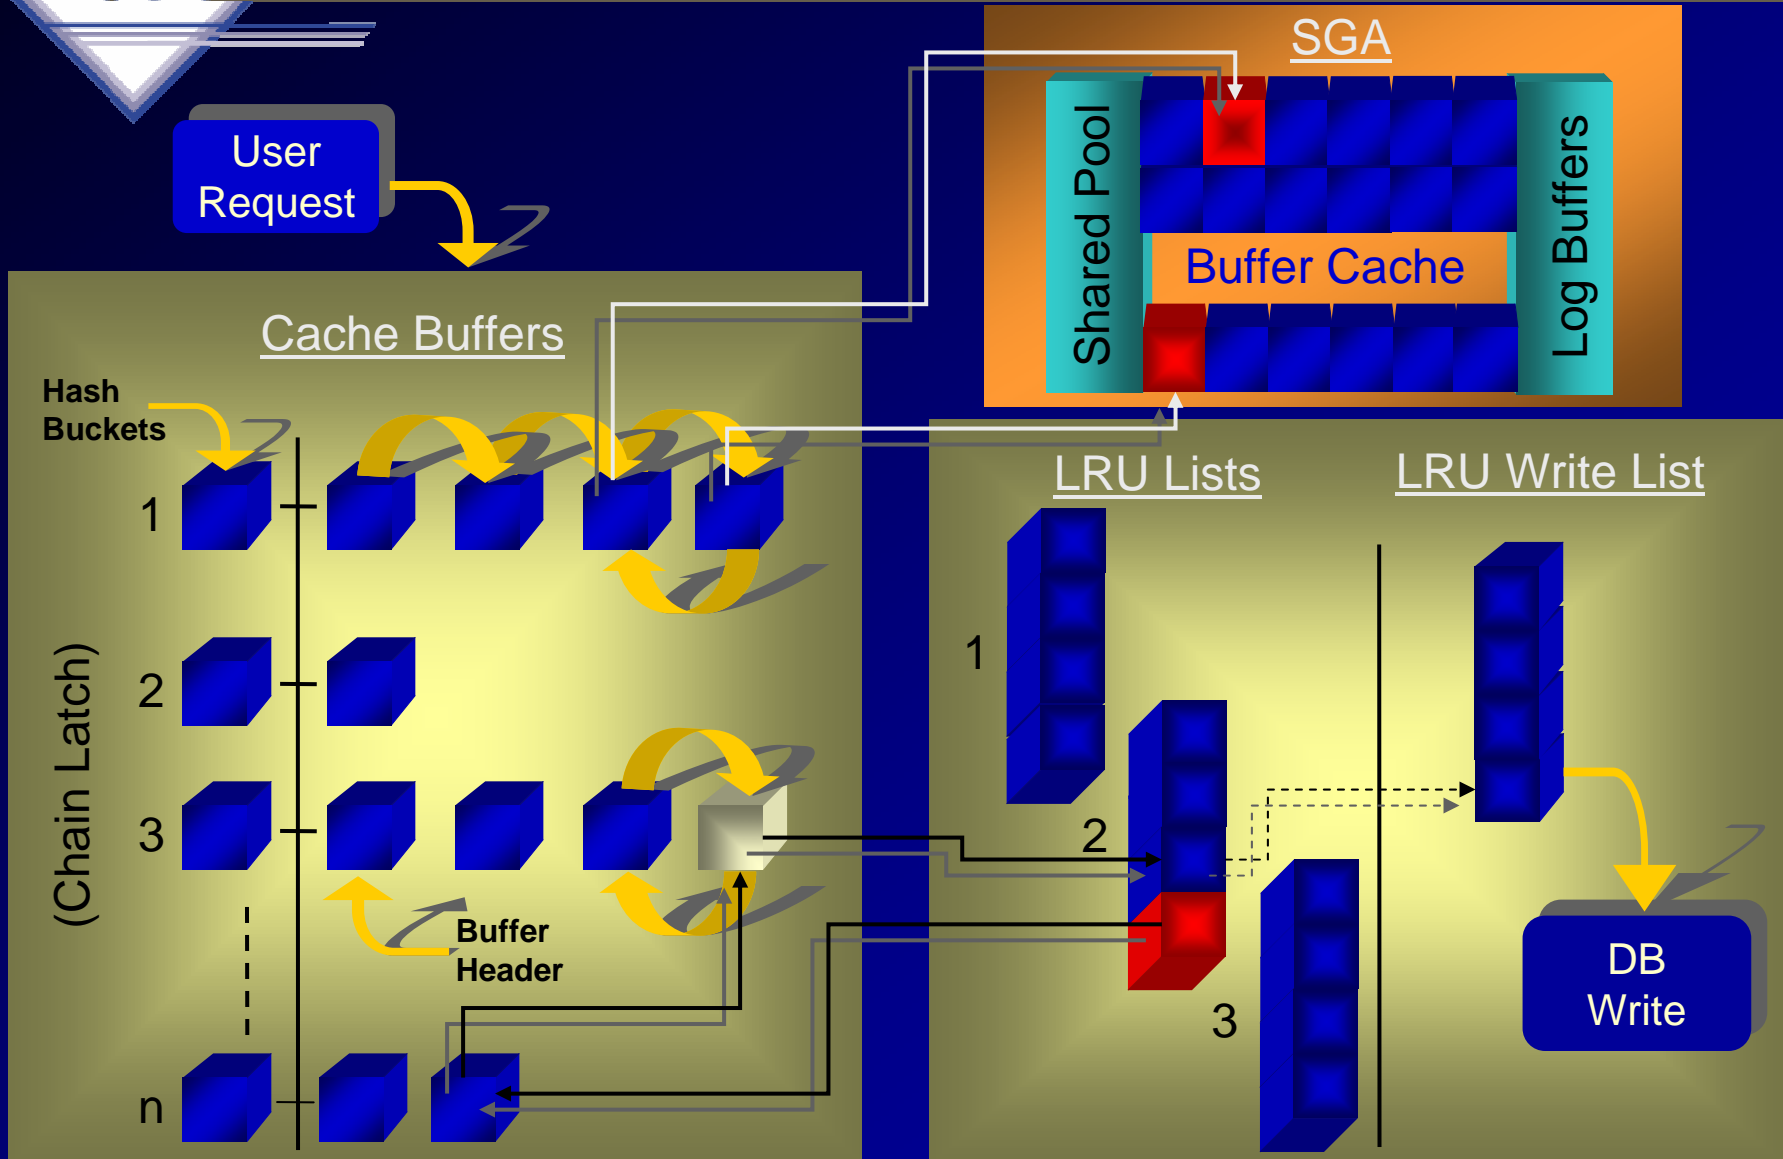 SGA
User
Request
Shared Pool
Buffer Cache
Log Buffers
Cache Buffers
Hash
Buckets
LRU Lists
LRU Write List
1
2
3
n
(Chain Latch)
Buffer
Header
1
2
3
DB
Write